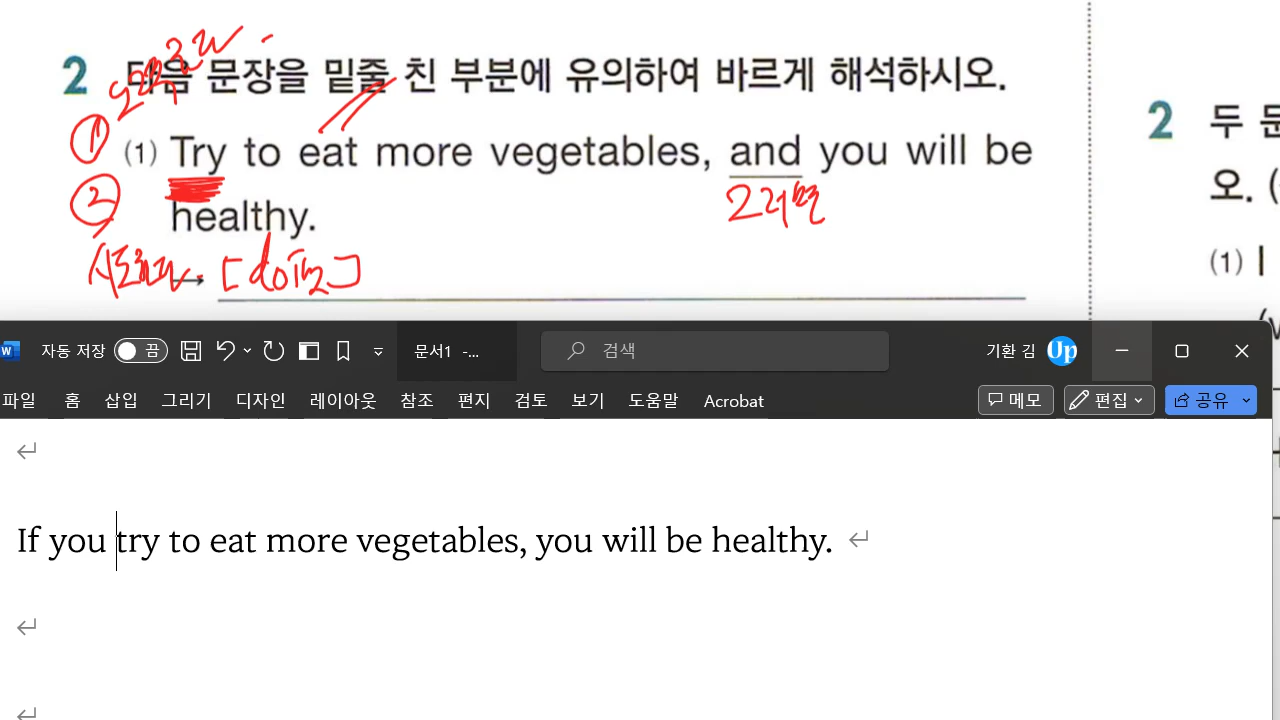 2 다음 문장을 밑줄 친 부분에 유의하여 바르게 해석하시오.
① (1) Try to eat more vegetables, and you will be
② healthy.
그러면
→
2 두 문
오. (
(1) I
자동 저장 끔 문서1 -... 검색 기환 김 Up
파일 홈 삽입 그리기 디자인 레이아웃 참조 편지 검토 보기 도움말 Acrobat 메모 편집 공유
If you try to eat more vegetables, you will be healthy.